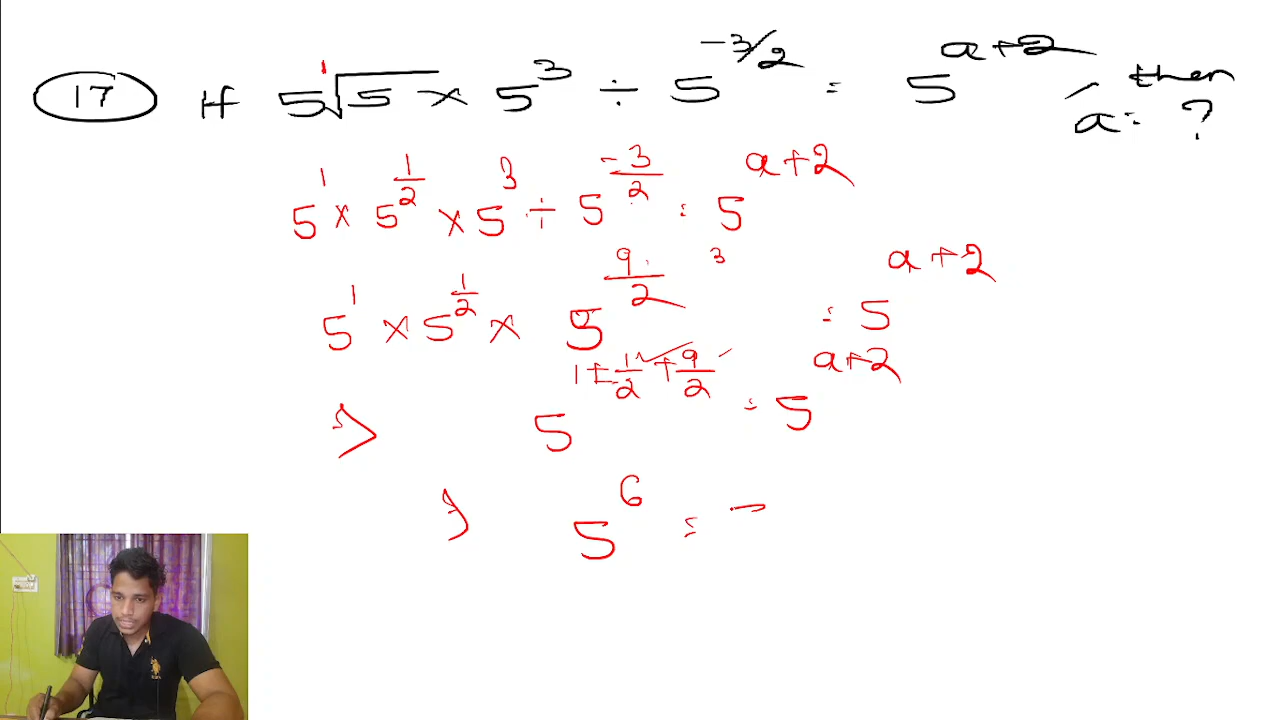 17 If 5√5 × 5^3 ÷ 5^{-3/2} = 5^{a+2}, then
a = ?
5^1 × 5^{1/2} × 5^3 ÷ 5^{-3/2} = 5^{a+2}
3
5^1 × 5^{1/2} × 5^{9/2} = 5^{a+2}
⇒ 5^{1+1/2+9/2} = 5^{a+2}
⇒ 5^6 =